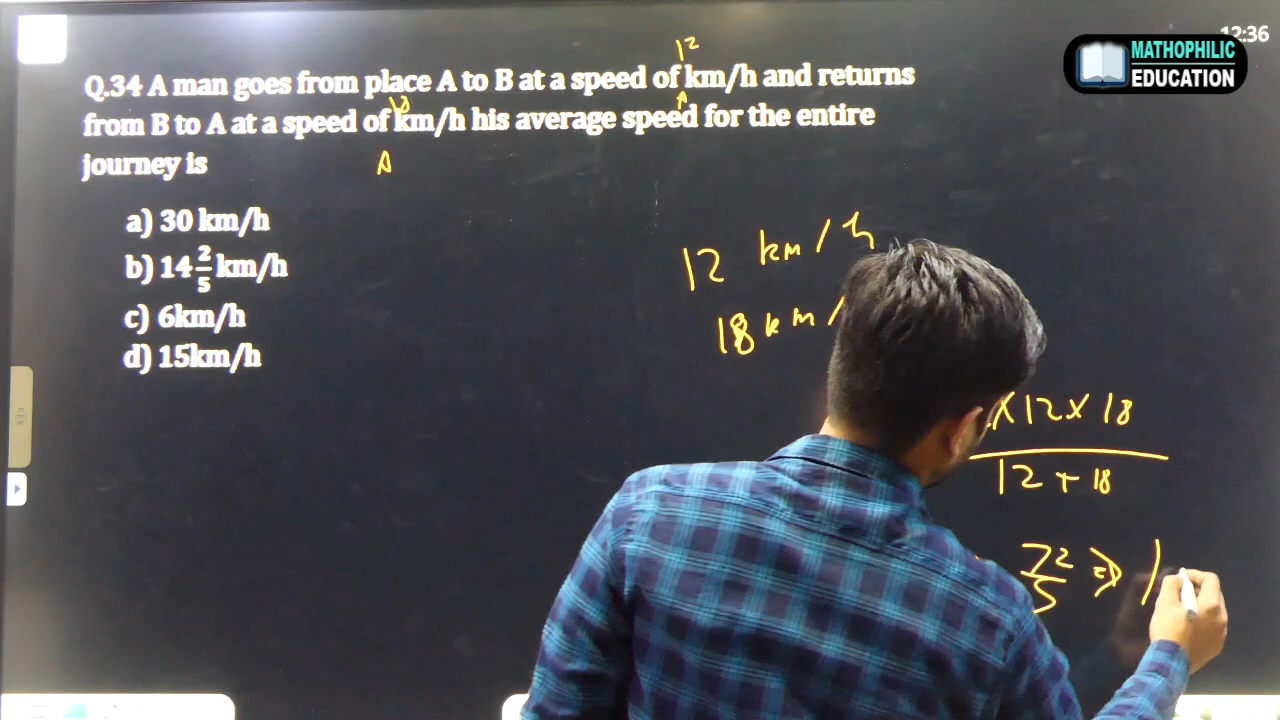 12:36
MATHOPHILIC
EDUCATION
12
Q.34 A man goes from place A to B at a speed of km/h and returns
18 A
from B to A at a speed of km/h his average speed for the entire
journey is
A
a) 30 km/h
b) 14 2/5 km/h
c) 6km/h
d) 15km/h
12 km/h
18 km/
X 12 X 18
12 + 18
72/5 ⇒ 1